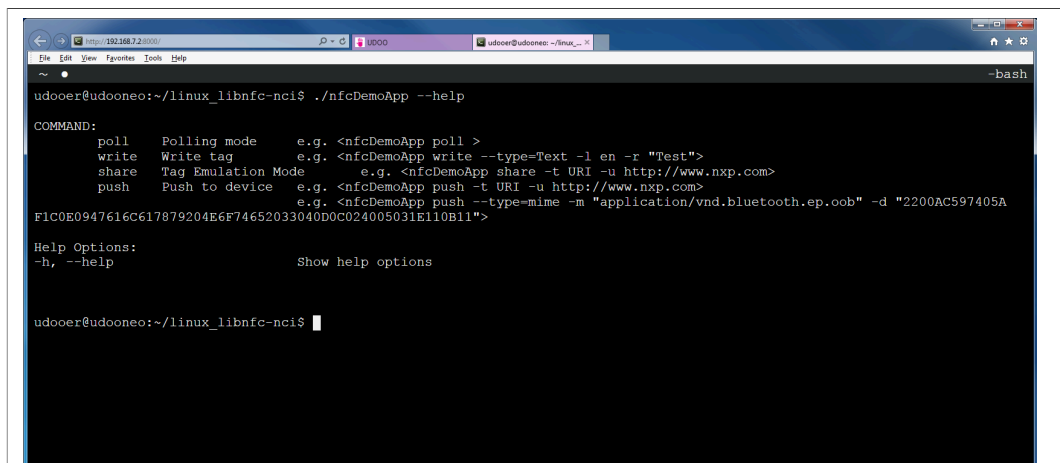 http://192.168.7.2:8000/
UDOO
udooer@udooneo: ~/linux_...
File Edit View Favorites Tools Help
~ ● -bash
udooer@udooneo:~/linux_libnfc-nci$ ./nfcDemoApp --help
COMMAND:
poll Polling mode e.g. <nfcDemoApp poll >
write Write tag e.g. <nfcDemoApp write --type=Text -l en -r "Test">
share Tag Emulation Mode e.g. <nfcDemoApp share -t URI -u http://www.nxp.com>
push Push to device e.g. <nfcDemoApp push -t URI -u http://www.nxp.com>
e.g. <nfcDemoApp push --type=mime -m "application/vnd.bluetooth.ep.oob" -d "2200AC597405A
F1C0E0947616C617879204E6F74652033040D0C024005031E110B11">
Help Options:
-h, --help Show help options
udooer@udooneo:~/linux_libnfc-nci$